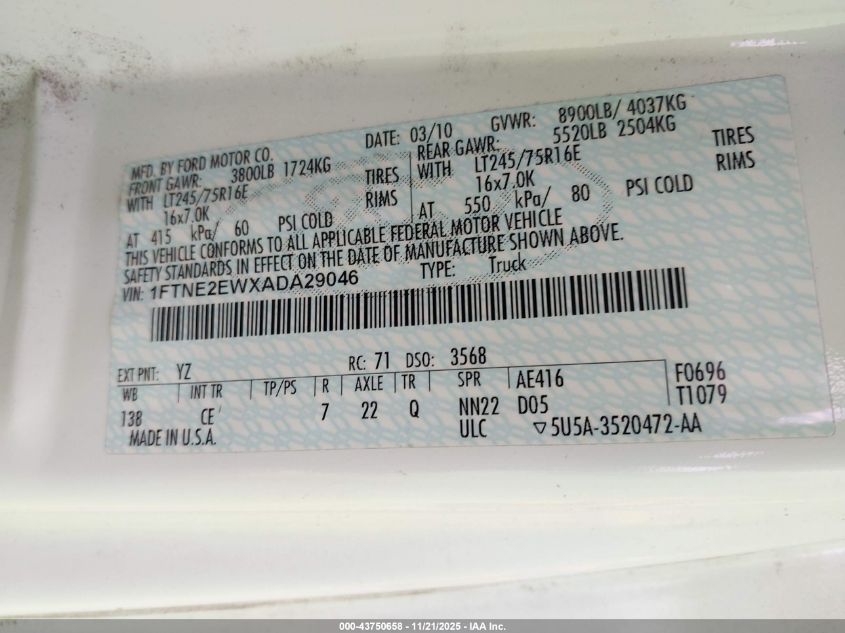 MFD. BY FORD MOTOR CO.
DATE: 03/10 GVWR: 8900LB/ 4037KG
FRONT GAWR: 3800LB 1724KG
REAR GAWR: 5520LB 2504KG
WITH LT245/75R16E TIRES
WITH LT245/75R16E TIRES
16x7.0K RIMS
16x7.0K RIMS
AT 415 kPa/ 60 PSI COLD
AT 550 kPa/ 80 PSI COLD
THIS VEHICLE CONFORMS TO ALL APPLICABLE FEDERAL MOTOR VEHICLE
SAFETY STANDARDS IN EFFECT ON THE DATE OF MANUFACTURE SHOWN ABOVE.
VIN: 1FTNE2EWXADA29046 TYPE: Truck
EXT PNT: YZ RC: 71 DSO: 3568
WB INT TR TP/PS R AXLE TR SPR AE416 F0696
138 CE 7 22 Q NN22 D05 T1079
MADE IN U.S.A. ULC ▽5U5A-3520472-AA
000-43750658 - 11/21/2025 - IAA Inc.